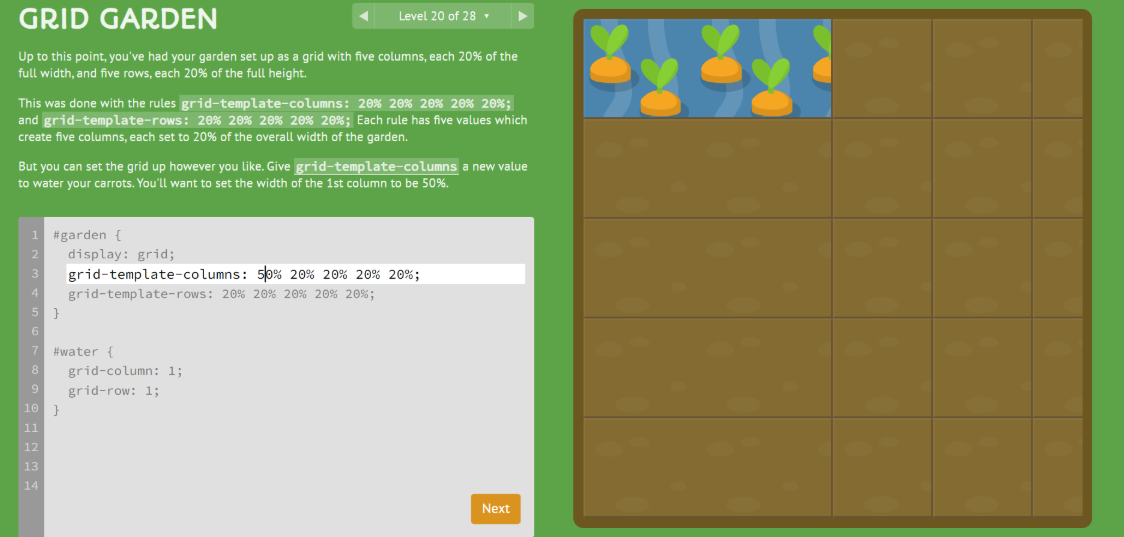 GRID GARDEN
◀ Level 20 of 28 ▾ ▶
Up to this point, you've had your garden set up as a grid with five columns, each 20% of the
full width, and five rows, each 20% of the full height.
This was done with the rules grid-template-columns: 20% 20% 20% 20% 20%;
and grid-template-rows: 20% 20% 20% 20% 20%; Each rule has five values which
create five columns, each set to 20% of the overall width of the garden.
But you can set the grid up however you like. Give grid-template-columns a new value
to water your carrots. You'll want to set the width of the 1st column to be 50%.
1 #garden {
2 display: grid;
3 grid-template-columns: 50% 20% 20% 20% 20%;
4 grid-template-rows: 20% 20% 20% 20% 20%;
5 }
6
7 #water {
8 grid-column: 1;
9 grid-row: 1;
10 }
11
12
13
14
Next